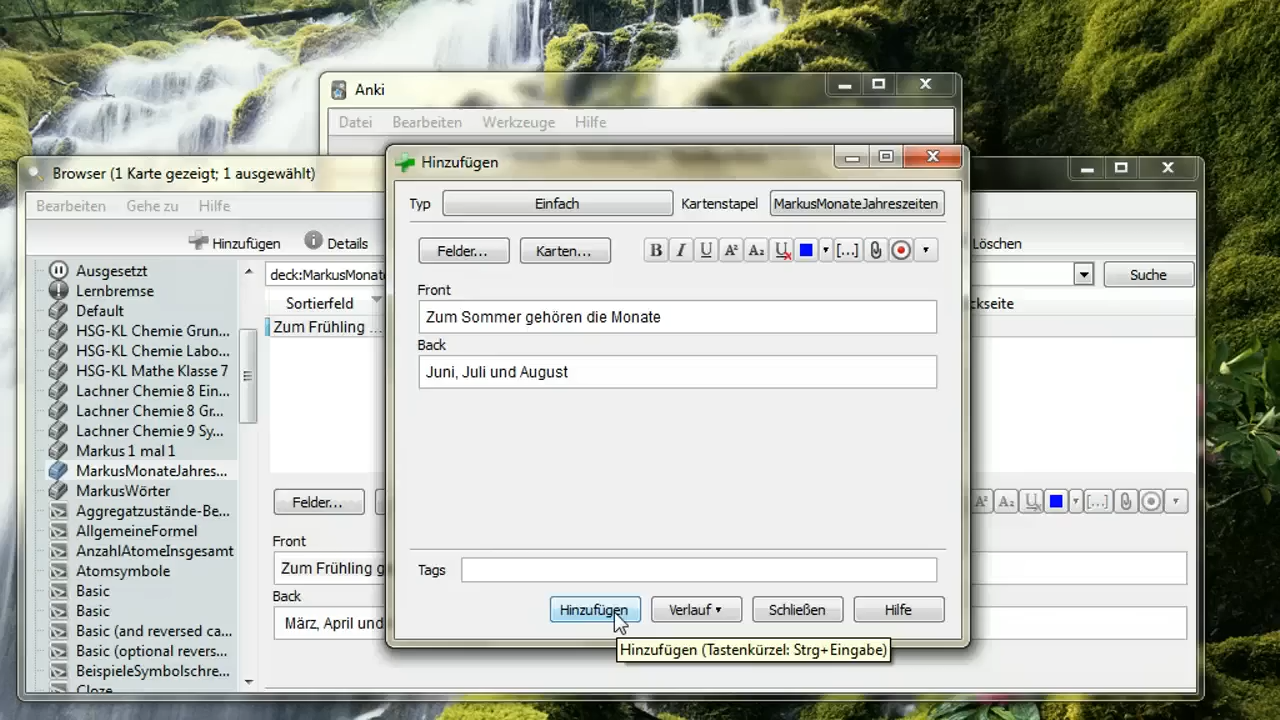 Anki
Datei Bearbeiten Werkzeuge Hilfe
Browser (1 Karte gezeigt; 1 ausgewählt)
Bearbeiten Gehe zu Hilfe
Hinzufügen Details
Löschen
Ausgesetzt
Lernbremse
Default
HSG-KL Chemie Grun...
HSG-KL Chemie Labo...
HSG-KL Mathe Klasse 7
Lachner Chemie 8 Ein...
Lachner Chemie 8 Gr...
Lachner Chemie 9 Sy...
Markus 1 mal 1
MarkusMonateJahres...
MarkusWörter
Aggregatzustände-Be...
AllgemeineFormel
AnzahlAtomeInsgesamt
Atomsymbole
Basic
Basic
Basic (and reversed ca...
Basic (optional revers...
BeispieleSymbolschre...
Cloze
deck:MarkusMonate
Suche
Sortierfeld
ckseite
Zum Frühling ...
Felder...
Front
Zum Frühling g
Back
März, April und
Hinzufügen
Typ Einfach Kartenstapel MarkusMonateJahreszeiten
Felder... Karten... B I U A² A₂ U [...]
Front
Zum Sommer gehören die Monate
Back
Juni, Juli und August
Tags
Hinzufügen Verlauf Schließen Hilfe
Hinzufügen (Tastenkürzel: Strg+Eingabe)
A² A₂ U [...]